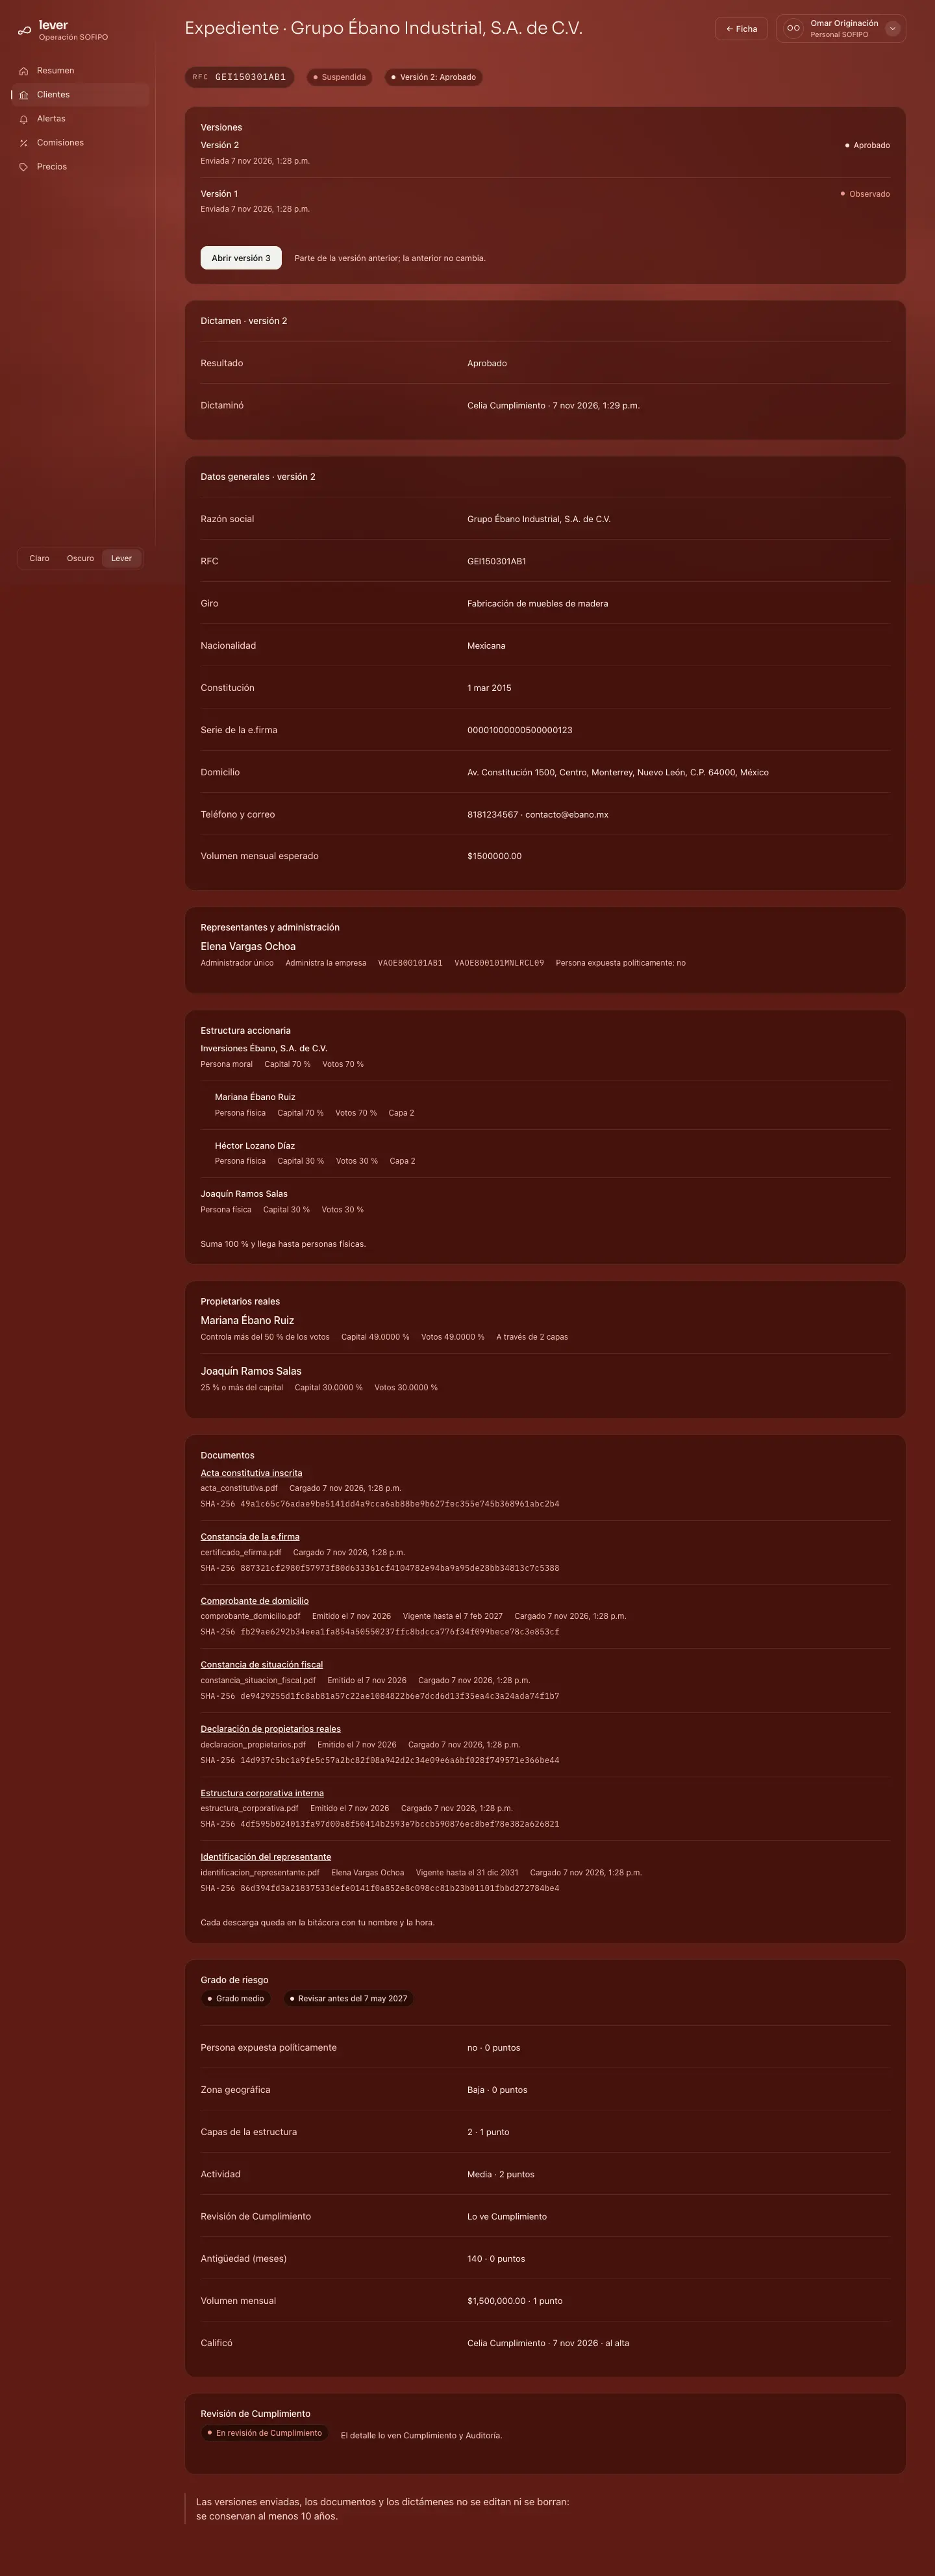 lever
Operación SOFIPO
Resumen
Clientes
Alertas
Comisiones
Precios
Claro Oscuro Lever
Expediente · Grupo Ébano Industrial, S.A. de C.V.
← Ficha
OO
Omar Originación
Personal SOFIPO
RFC GEI150301AB1
Suspendida
Versión 2: Aprobado
Versiones
Versión 2
Aprobado
Enviada 7 nov 2026, 1:28 p.m.
Versión 1
Observado
Enviada 7 nov 2026, 1:28 p.m.
Abrir versión 3
Parte de la versión anterior; la anterior no cambia.
Dictamen · versión 2
Resultado Aprobado
Dictaminó Celia Cumplimiento · 7 nov 2026, 1:29 p.m.
Datos generales · versión 2
Razón social Grupo Ébano Industrial, S.A. de C.V.
RFC GEI150301AB1
Giro Fabricación de muebles de madera
Nacionalidad Mexicana
Constitución 1 mar 2015
Serie de la e.firma 00001000000500000123
Domicilio Av. Constitución 1500, Centro, Monterrey, Nuevo León, C.P. 64000, México
Teléfono y correo 8181234567 · contacto@ebano.mx
Volumen mensual esperado $1500000.00
Representantes y administración
Elena Vargas Ochoa
Administrador único Administra la empresa VAOE800101AB1 VAOE800101MNLRCL09 Persona expuesta políticamente: no
Estructura accionaria
Inversiones Ébano, S.A. de C.V.
Persona moral Capital 70 % Votos 70 %
Mariana Ébano Ruiz
Persona física Capital 70 % Votos 70 % Capa 2
Héctor Lozano Díaz
Persona física Capital 30 % Votos 30 % Capa 2
Joaquín Ramos Salas
Persona física Capital 30 % Votos 30 %
Suma 100 % y llega hasta personas físicas.
Propietarios reales
Mariana Ébano Ruiz
Controla más del 50 % de los votos Capital 49.0000 % Votos 49.0000 % A través de 2 capas
Joaquín Ramos Salas
25 % o más del capital Capital 30.0000 % Votos 30.0000 %
Documentos
Acta constitutiva inscrita
acta_constitutiva.pdf Cargado 7 nov 2026, 1:28 p.m.
SHA-256 49a1c65c76adae9be5141dd4a9cca6ab88be9b627fec355e745b368961abc2b4
Constancia de la e.firma
certificado_efirma.pdf Cargado 7 nov 2026, 1:28 p.m.
SHA-256 887321cf2980f57973f80d633361cf4104782e94ba9a95de28bb34813c7c5388
Comprobante de domicilio
comprobante_domicilio.pdf Emitido el 7 nov 2026 Vigente hasta el 7 feb 2027 Cargado 7 nov 2026, 1:28 p.m.
SHA-256 fb29ae6292b34eea1fa854a50550237ffc8bdcca776f34f099bece78c3e853cf
Constancia de situación fiscal
constancia_situacion_fiscal.pdf Emitido el 7 nov 2026 Cargado 7 nov 2026, 1:28 p.m.
SHA-256 de9429255d1fc8ab81a57c22ae1084822b6e7dcd6d13f35ea4c3a24ada74f1b7
Declaración de propietarios reales
declaracion_propietarios.pdf Emitido el 7 nov 2026 Cargado 7 nov 2026, 1:28 p.m.
SHA-256 14d937c5bc1a9fe5c57a2bc82f08a942d2c34e09e6a6bf028f749571e366be44
Estructura corporativa interna
estructura_corporativa.pdf Emitido el 7 nov 2026 Cargado 7 nov 2026, 1:28 p.m.
SHA-256 4df595b024013fa97d00a8f50414b2593e7bccb590876ec8bef78e382a626821
Identificación del representante
identificacion_representante.pdf Elena Vargas Ochoa Vigente hasta el 31 dic 2031 Cargado 7 nov 2026, 1:28 p.m.
SHA-256 86d394fd3a21837533defe0141f0a852e8c098cc81b23b01101fbbd272784be4
Cada descarga queda en la bitácora con tu nombre y la hora.
Grado de riesgo
Grado medio
Revisar antes del 7 may 2027
Persona expuesta políticamente no · 0 puntos
Zona geográfica Baja · 0 puntos
Capas de la estructura 2 · 1 punto
Actividad Media · 2 puntos
Revisión de Cumplimiento Lo ve Cumplimiento
Antigüedad (meses) 140 · 0 puntos
Volumen mensual $1,500,000.00 · 1 punto
Calificó Celia Cumplimiento · 7 nov 2026 · al alta
Revisión de Cumplimiento
En revisión de Cumplimiento
El detalle lo ven Cumplimiento y Auditoría.
Las versiones enviadas, los documentos y los dictámenes no se editan ni se borran:
se conservan al menos 10 años.